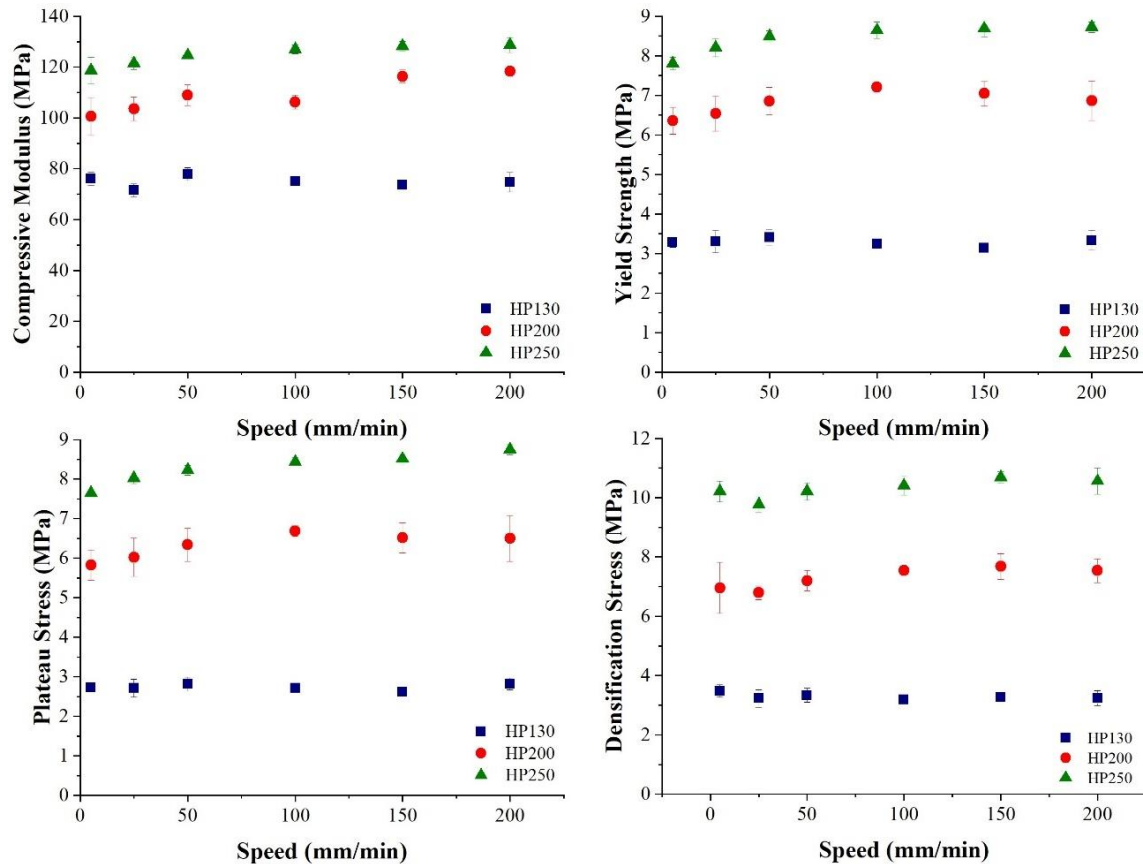 Compressive Modulus (MPa)
140
120
100
80
60
40
20
0
HP130
HP200
HP250
0 50 100 150 200
Speed (mm/min)
Yield Strength (MPa)
9
8
7
6
5
4
3
2
1
0
HP130
HP200
HP250
0 50 100 150 200
Speed (mm/min)
Plateau Stress (MPa)
9
8
7
6
5
4
3
2
1
0
HP130
HP200
HP250
0 50 100 150 200
Speed (mm/min)
Densification Stress (MPa)
12
10
8
6
4
2
0
HP130
HP200
HP250
0 50 100 150 200
Speed (mm/min)